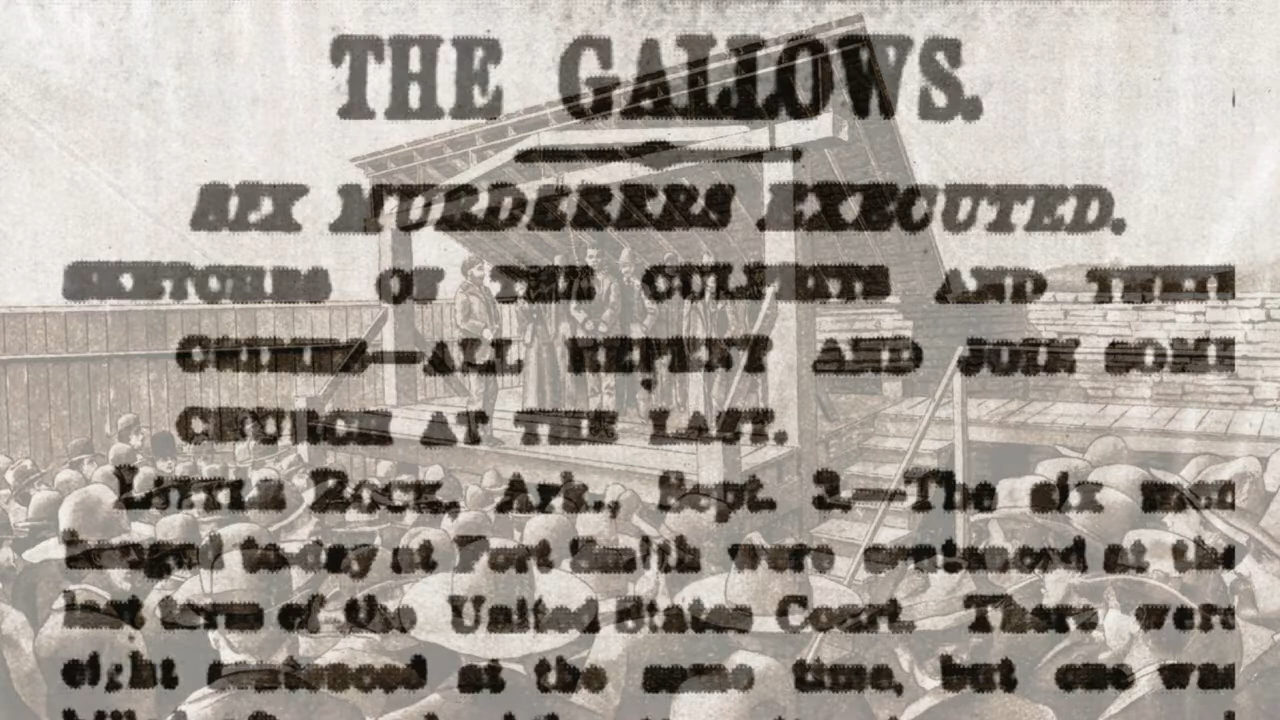 THE GALLOWS.
SIX MURDERERS EXECUTED.
SKETCHES OF THE CULPRITS AND THEIR
CRIMES—ALL REPENT AND JOIN SOME
CHURCH AT THE LAST.
LITTLE ROCK, Ark., Sept. 3.—The six men
hanged to-day at Fort Smith were sentenced at the
last term of the United States Court. There were
eight sentenced at the same time, but one was